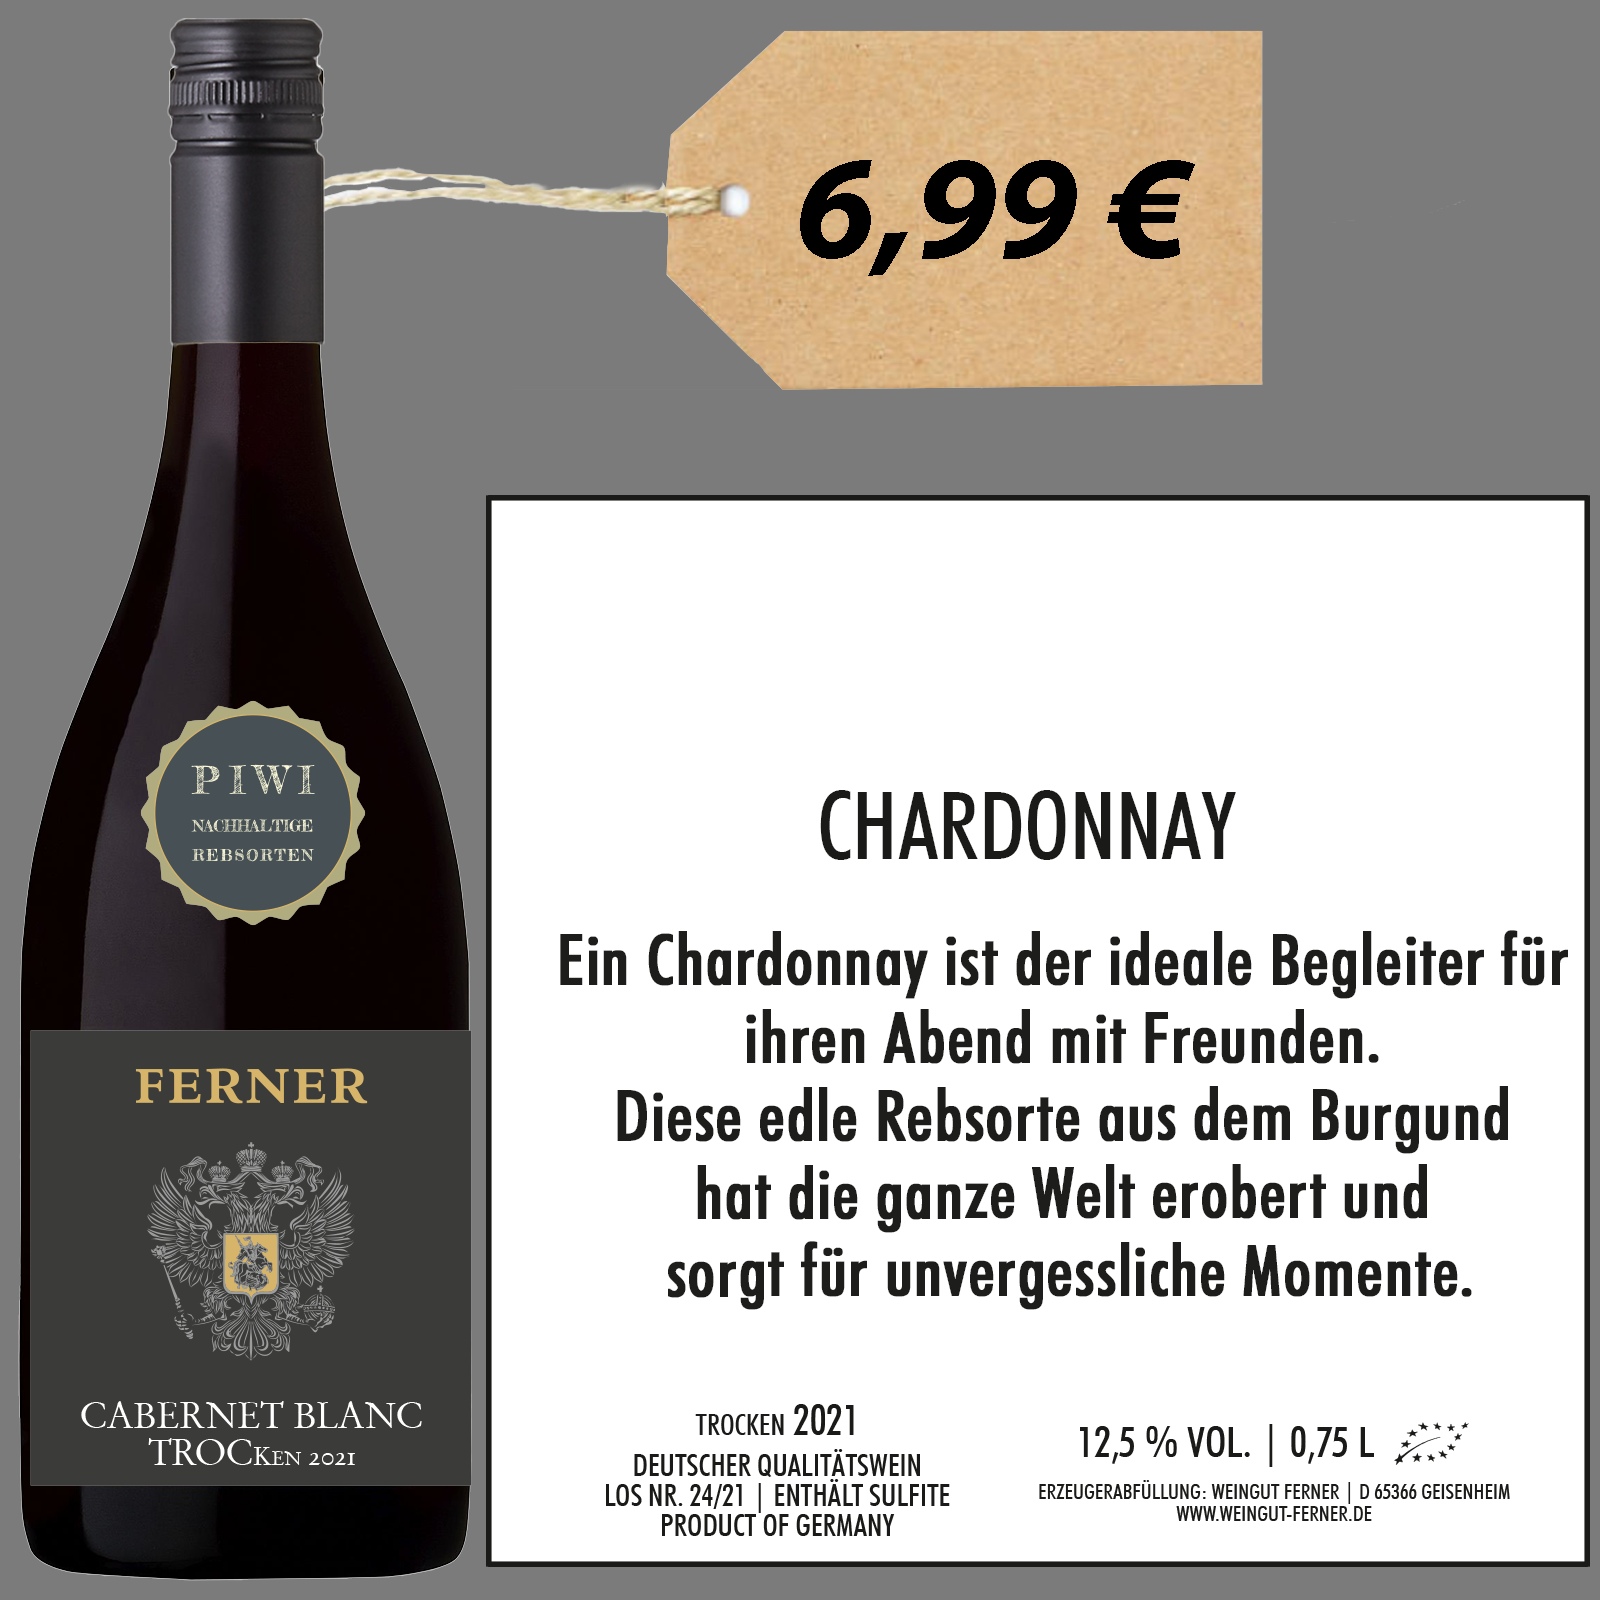 6,99 €
PIWI
NACHHALTIGE
REBSORTEN
FERNER
CABERNET BLANC
TROCKEN 2021
CHARDONNAY
Ein Chardonnay ist der ideale Begleiter für
ihren Abend mit Freunden.
Diese edle Rebsorte aus dem Burgund
hat die ganze Welt erobert und
sorgt für unvergessliche Momente.
TROCKEN 2021
DEUTSCHER QUALITÄTSWEIN
LOS NR. 24/21 | ENTHÄLT SULFITE
PRODUCT OF GERMANY
12,5 % VOL. | 0,75 L
ERZEUGERABFÜLLUNG: WEINGUT FERNER | D 65366 GEISENHEIM
WWW.WEINGUT-FERNER.DE